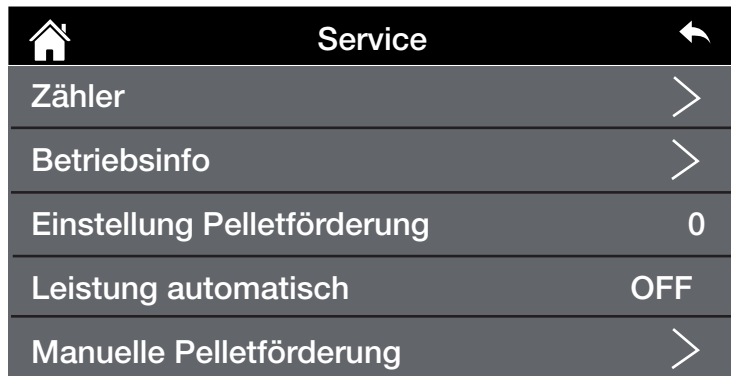 Service
Zähler
Betriebsinfo
Einstellung Pelletförderung 0
Leistung automatisch OFF
Manuelle Pelletförderung